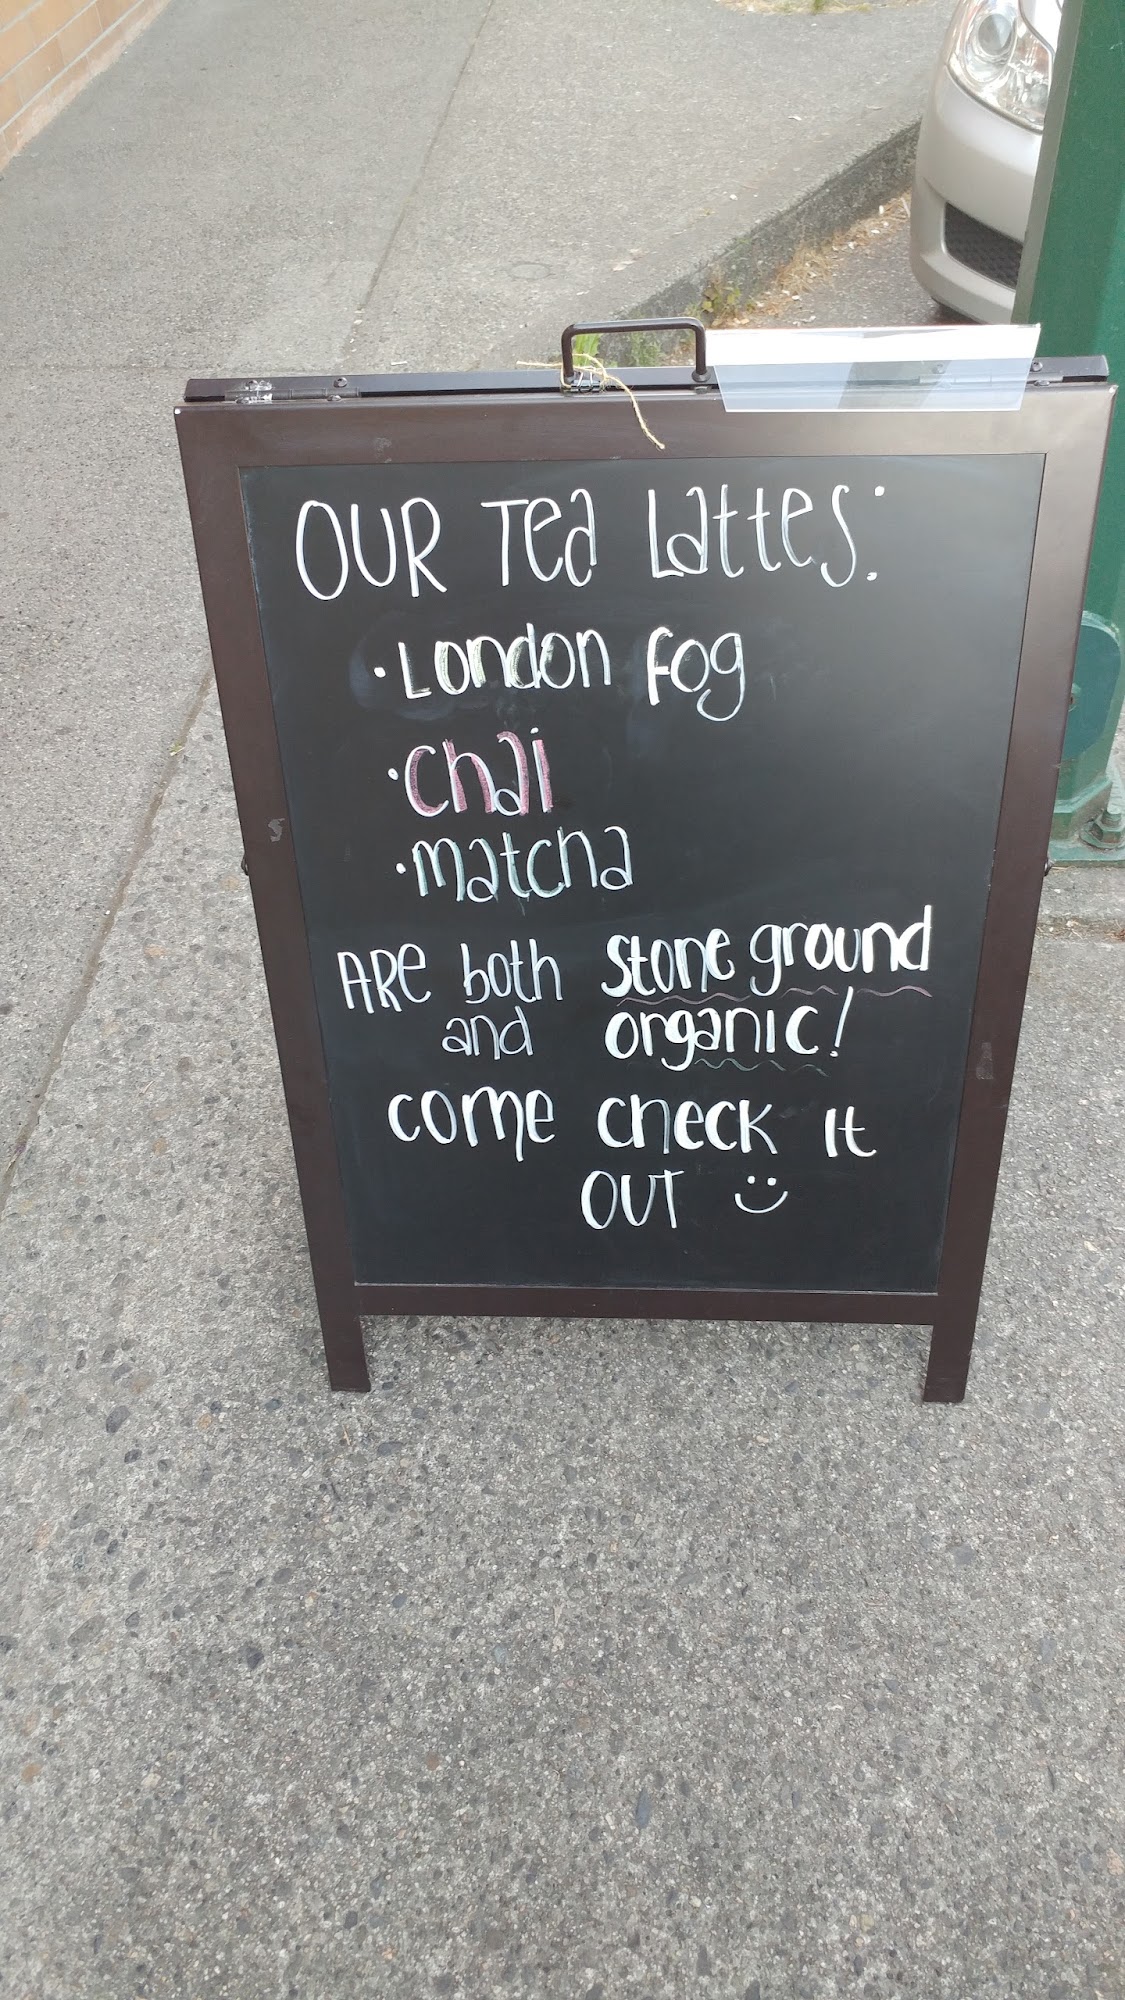 OUR Tea Lattes:
• London Fog
• Chai
• matcha
ARe both stone ground
and organic!
come check it
OUT :)